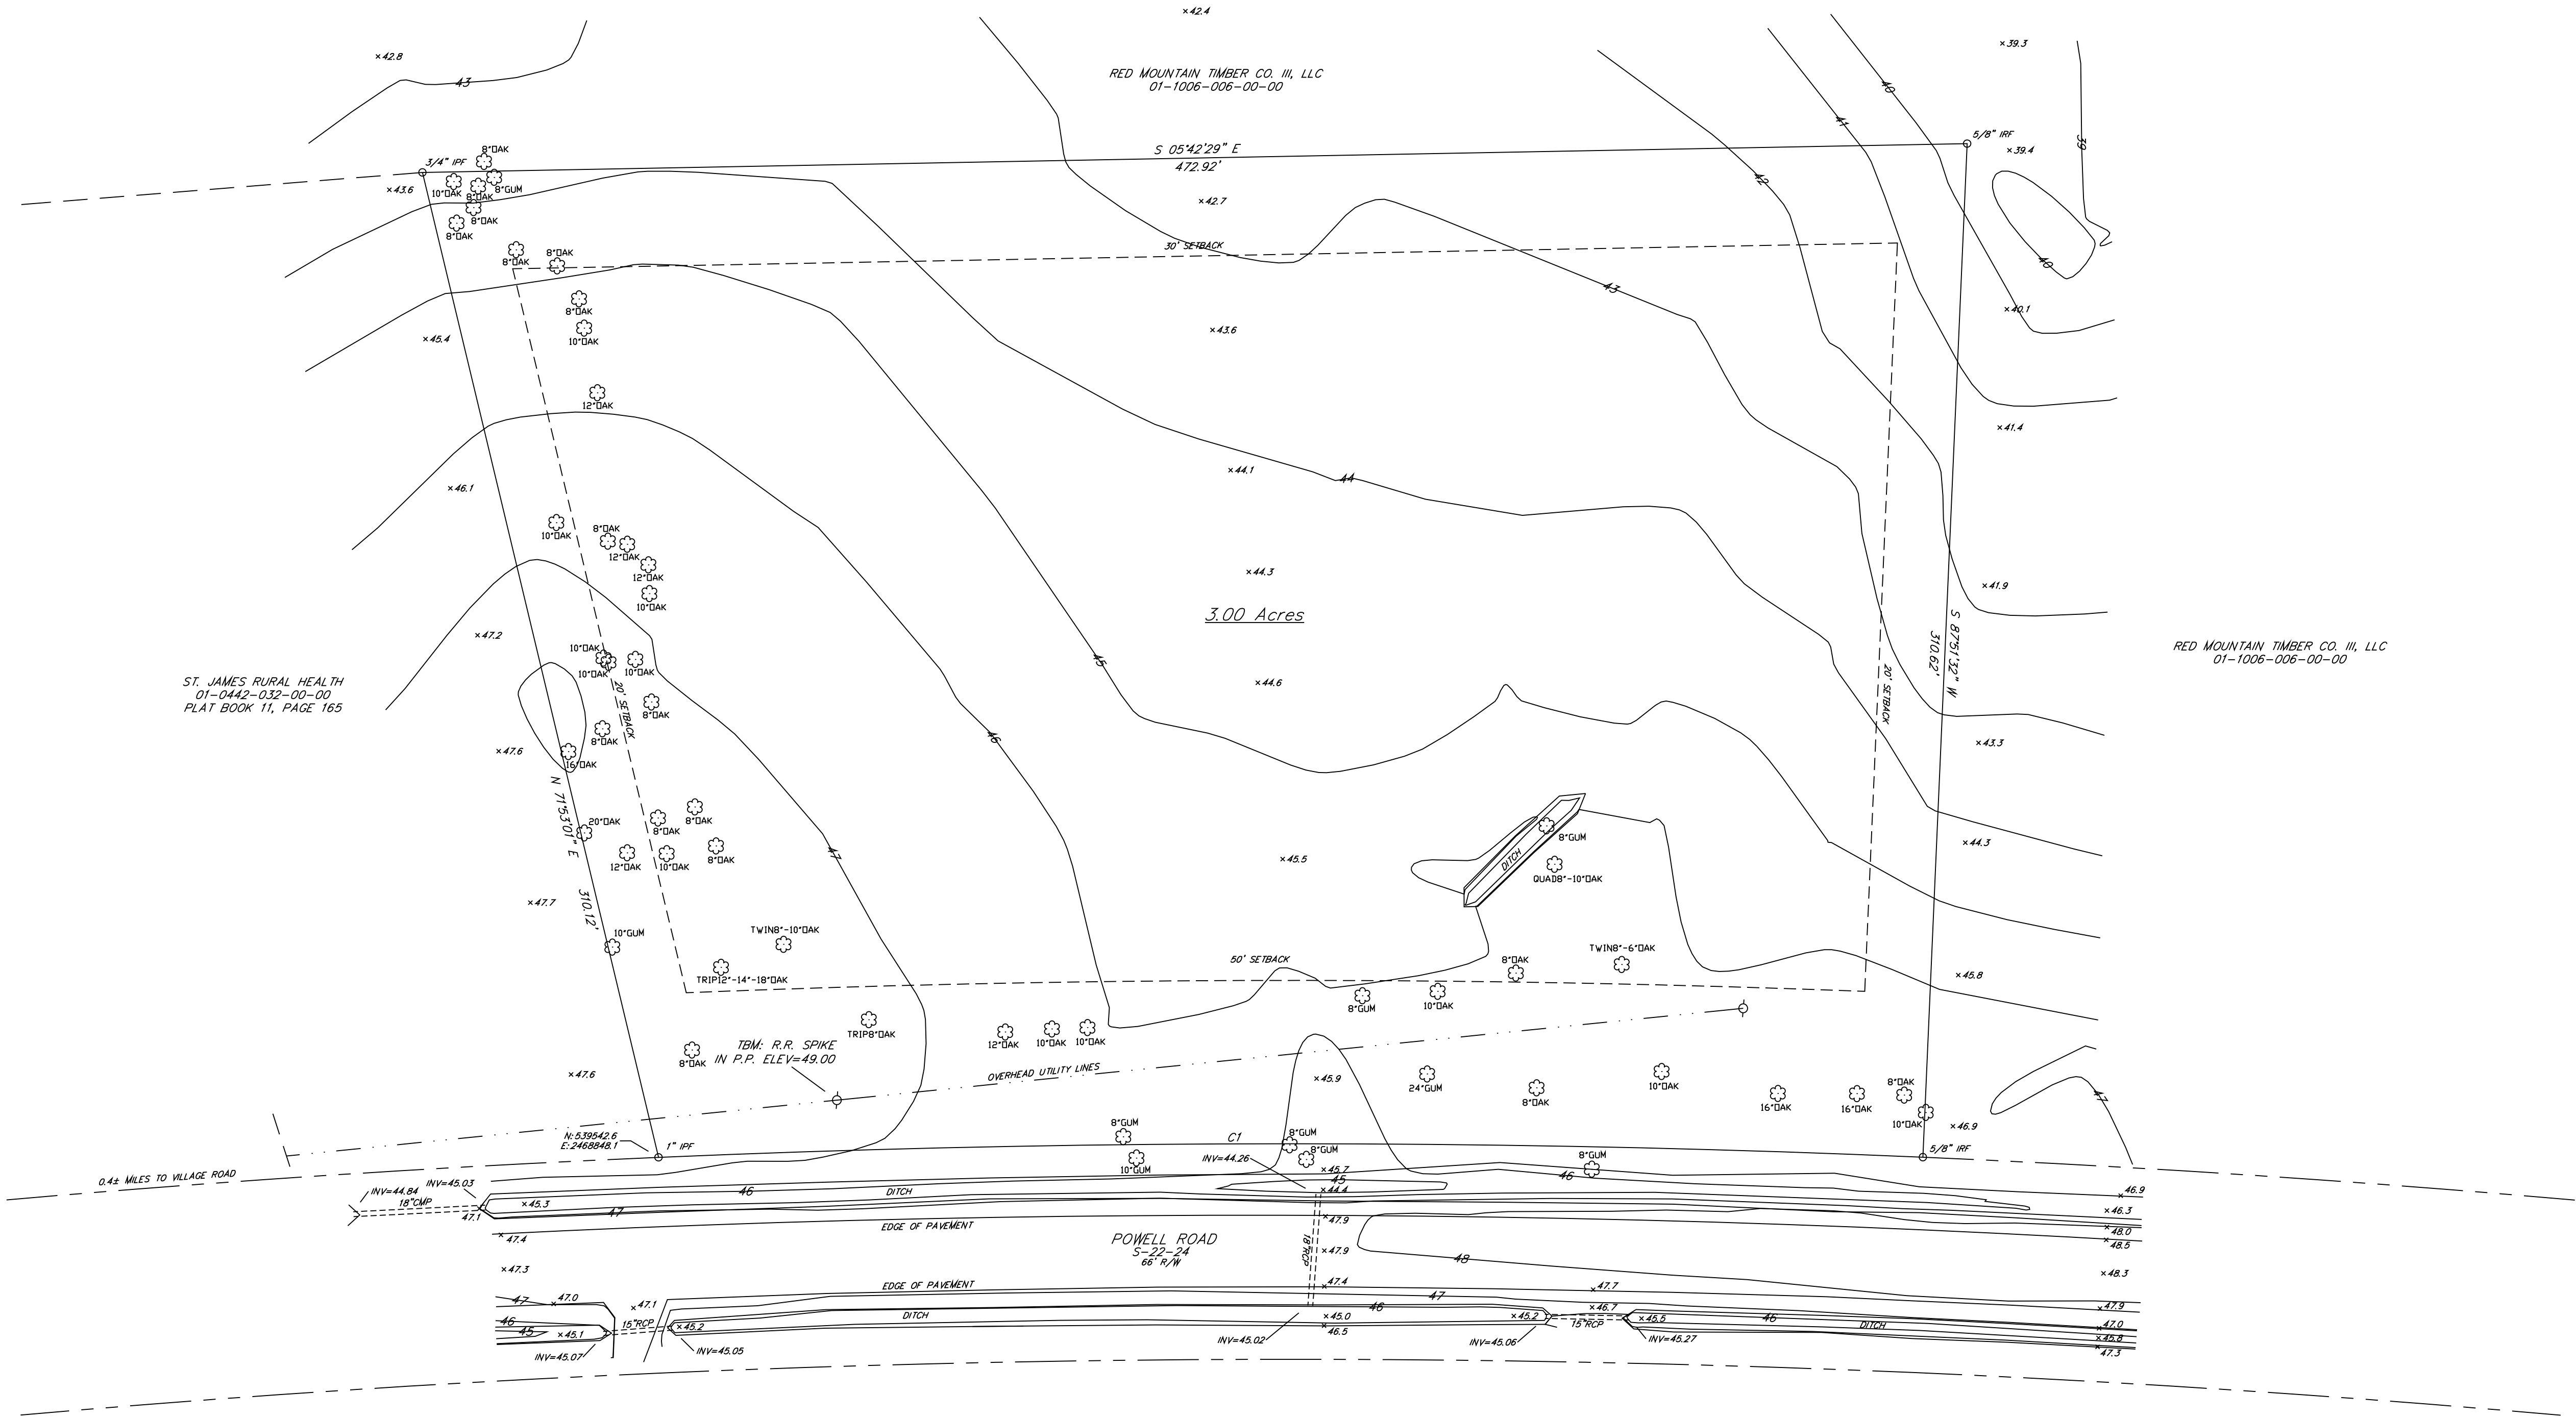 ×42.4
×42.8
×39.3
43
RED MOUNTAIN TIMBER CO. III, LLC
01-1006-006-00-00
40
41
39
S 05°42'29" E
472.92'
5/8" IRF
×39.4
3/4" IPF
8"OAK
×43.6
10"OAK
8"OAK
8"GUM
8"OAK
8"OAK
42
×42.7
30' SETBACK
8"OAK
8"OAK
40
43
8"OAK
×40.1
10"OAK
×45.4
×43.6
12"OAK
×41.4
×44.1
44
×46.1
10"OAK
8"OAK
12"OAK
12"OAK
10"OAK
×44.3
×41.9
3.00 Acres
S 87°51'32" W
310.62'
×47.2
10"OAK
10"OAK
10"OAK
45
RED MOUNTAIN TIMBER CO. III, LLC
01-1006-006-00-00
ST. JAMES RURAL HEALTH
01-0442-032-00-00
PLAT BOOK 11, PAGE 165
20' SETBACK
8"OAK
×44.6
20' SETBACK
8"OAK
46
×43.3
×47.6
16"OAK
N 71°53'01" E
310.12'
20"OAK
8"OAK
8"OAK
8"GUM
×44.3
12"OAK
10"OAK
8"OAK
47
×45.5
DITCH
QUAD8"-10"OAK
×47.7
10"GUM
TWIN8"-10"OAK
TWIN8"-6"OAK
50' SETBACK
8"OAK
×45.8
TRIP12"-14"-18"OAK
8"GUM
10"OAK
TRIP8"OAK
12"OAK
10"OAK
10"OAK
8"OAK
TBM: R.R. SPIKE
IN P.P. ELEV=49.00
OVERHEAD UTILITY LINES
×47.6
×45.9
24"GUM
8"OAK
10"OAK
16"OAK
16"OAK
8"OAK
10"OAK
47
×46.9
N:539542.6
E:2468848.1
1" IPF
8"GUM
C1
8"GUM
8"GUM
5/8" IRF
10"GUM
INV=44.26
8"GUM
×45.7
0.4± MILES TO VILLAGE ROAD
INV=44.84
INV=45.03
18"CMP
46
DITCH
45
×44.4
46
46.9
×45.3
47.1
47
×46.3
×47.4
EDGE OF PAVEMENT
×47.9
48.0
48.5
POWELL ROAD
S-22-24
66' R/W
18"RCP
×47.9
48
×47.3
×48.3
EDGE OF PAVEMENT
×47.4
×47.7
47
47.0
×47.1
47
46
×46.7
47.9
46
45
×45.1
15"RCP
×45.2
DITCH
×45.0
46.5
×45.2
15"RCP
×45.5
46
DITCH
47.0
45.8
47.3
INV=45.07
INV=45.05
INV=45.02
INV=45.06
INV=45.27